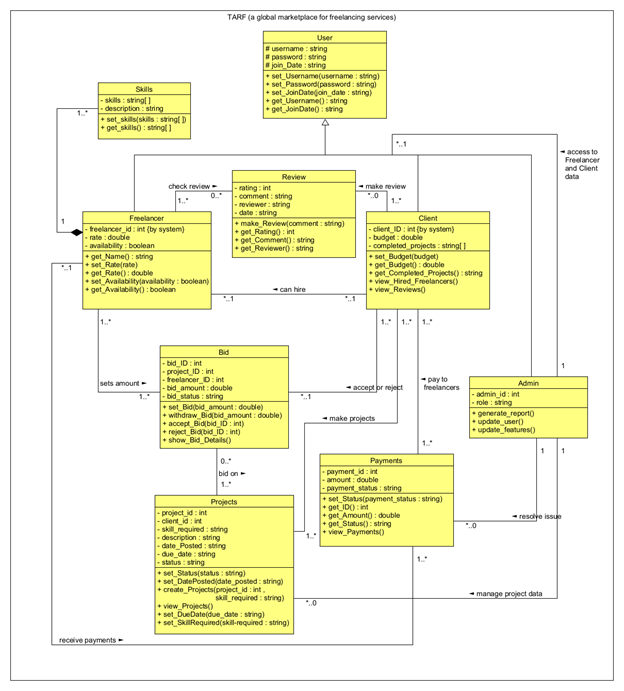 TARF (a global marketplace for freelancing services)
User
# username : string
# password : string
# join_Date : string
+ set_Username(username : string)
+ set_Password(password : string)
+ set_JoinDate(join_date : string)
+ get_Username() : string
+ get_JoinDate() : string
Skills
- skills : string[ ]
- description : string
+ set_skills(skills : string[ ])
+ get_skills() : string[ ]
1..*
1
*..1
◄ access to
Freelancer
and Client
data
Review
- rating : int
- comment : string
- reviewer : string
- date : string
+ make_Review(comment : string)
+ get_Rating() : int
+ get_Comment() : string
+ get_Reviewer() : string
check review ►
0..*
1..*
◄ make review
*..0
1..*
Freelancer
- freelancer_id : int {by system}
- rate : double
- availability : boolean
+ get_Name() : string
+ set_Rate(rate)
+ get_Rate() : double
+ set_Availability(availability : boolean)
+ get_Availability() : boolean
Client
- client_ID : int {by system}
- budget : double
- completed_projects : string[ ]
+ set_Budget(budget)
+ get_Budget() : double
+ get_Completed_Projects() : string
+ view_Hired_Freelancers()
+ view_Reviews()
*..1
◄ can hire
*..1
*..1
1..*
1..*
1..*
1..*
Bid
- bid_ID : int
- project_ID : int
- freelancer_ID : int
- bid_amount : double
- bid_status : string
+ set_Bid(bid_amount : double)
+ withdraw_Bid(bid_amount : double)
+ accept_Bid(bid_ID : int)
+ reject_Bid(bid_ID : int)
+ show_Bid_Details()
sets amount ►
1..*
◄ accept or reject
*..1
◄ pay to
freelancers
1..*
1
Admin
- admin_id : int
- role : string
+ generate_report()
+ update_user()
+ update_features()
1
1
◄ make projects
1..*
0..*
bid on ►
1..*
Payments
- payment_id : int
- amount : double
- payment_status : string
+ set_Status(payment_status : string)
+ get_ID() : int
+ get_Amount() : double
+ get_Status() : string
+ view_Payments()
◄ resolve issue
*..0
1..*
Projects
- project_id : int
- client_id : int
- skill_required : string
- description : string
- date_Posted : string
- due_date : string
- status : string
+ set_Status(status : string)
+ set_DatePosted(date_posted : string)
+ create_Projects(project_id : int ,
skill_required : string)
+ view_Projects()
+ set_DueDate(due_date : string)
+ set_SkillRequired(skill-required : string)
◄ manage project data
*..0
receive payments ►